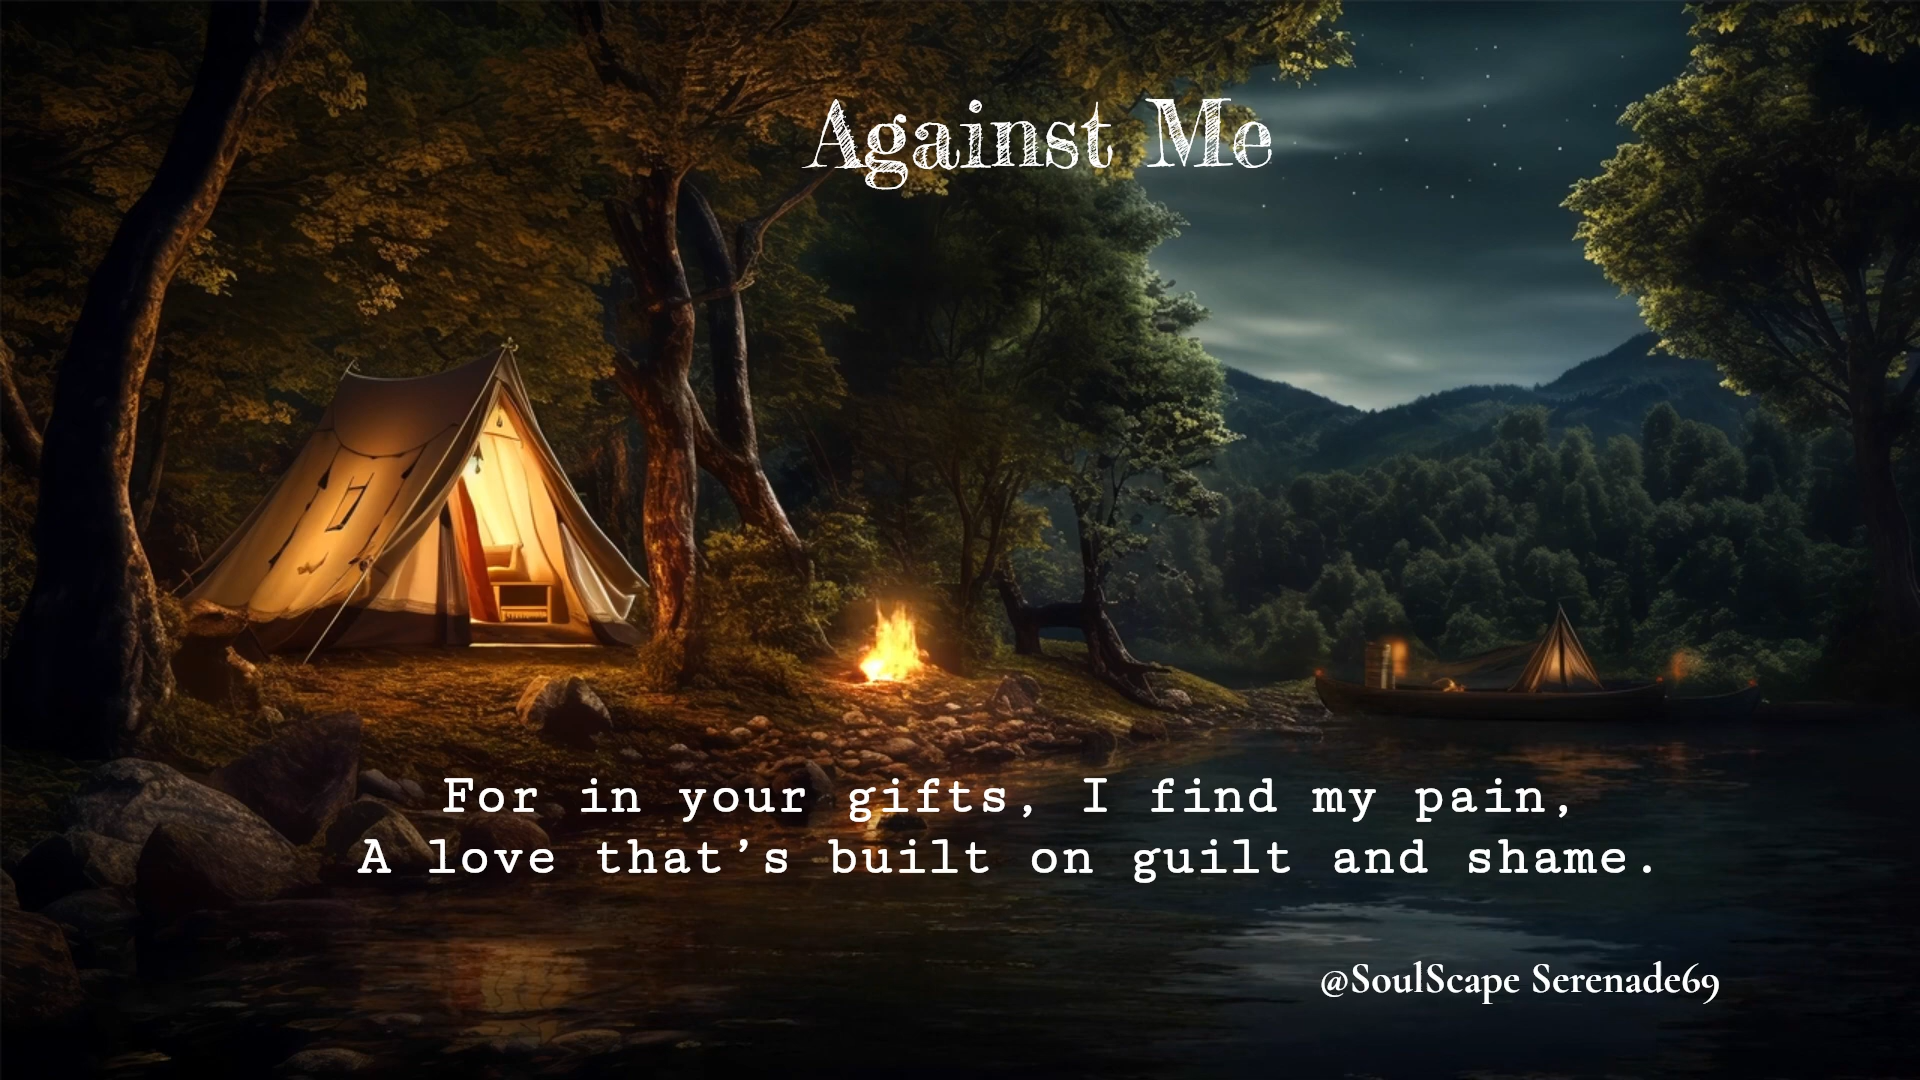 Against Me
For in your gifts, I find my pain,
A love that's built on guilt and shame.
@SoulScape Serenade69